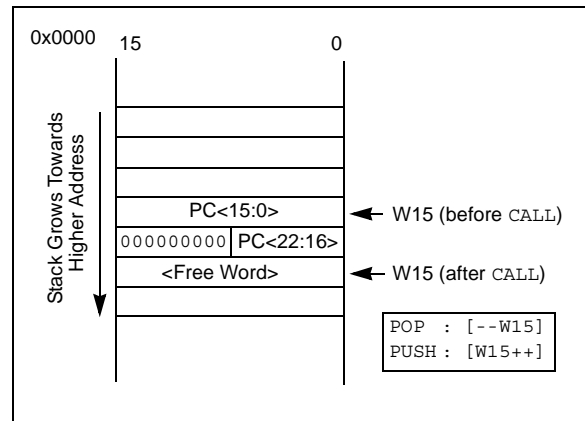 0x0000 15 0
Stack Grows Towards
Higher Address
PC<15:0> W15 (before CALL)
000000000 PC<22:16>
<Free Word> W15 (after CALL)
POP : [--W15]
PUSH : [W15++]